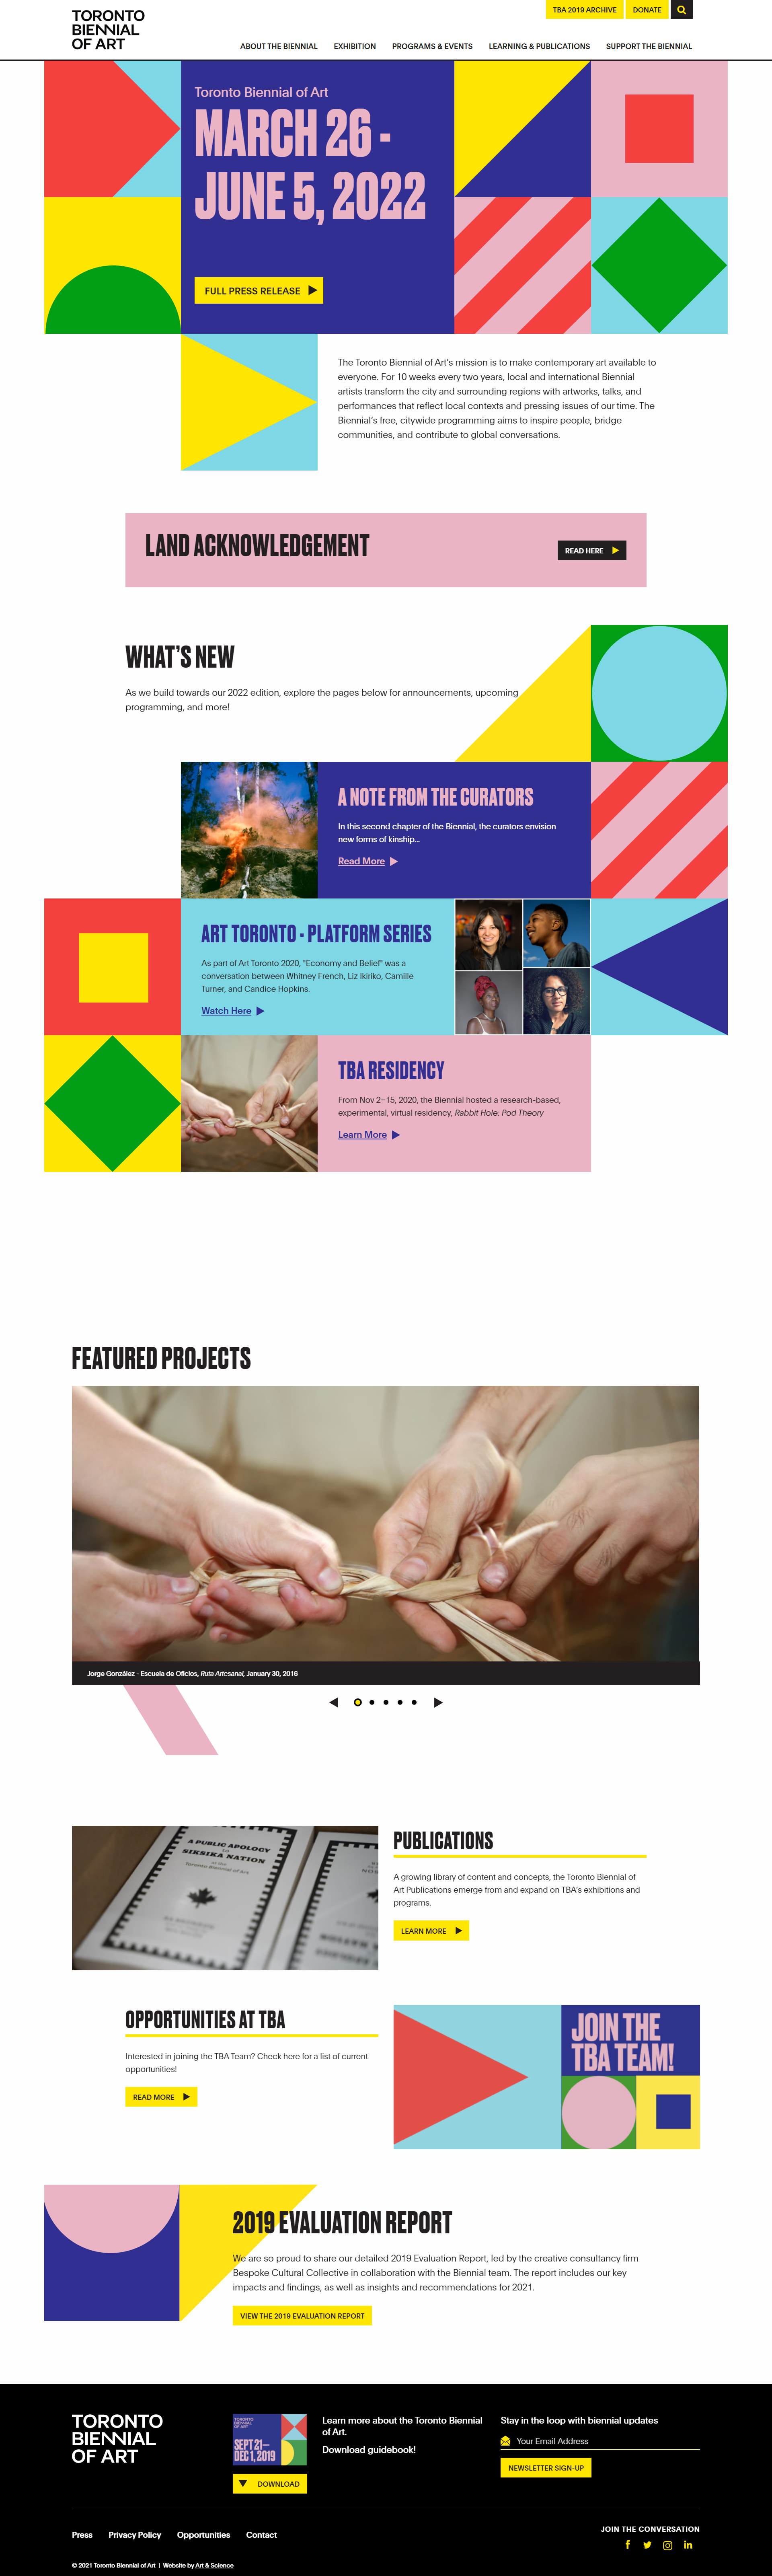 TORONTO
BIENNIAL
OF ART
TBA 2019 ARCHIVE
DONATE
ABOUT THE BIENNIAL
EXHIBITION
PROGRAMS & EVENTS
LEARNING & PUBLICATIONS
SUPPORT THE BIENNIAL
Toronto Biennial of Art
MARCH 26 -
JUNE 5, 2022
FULL PRESS RELEASE
The Toronto Biennial of Art's mission is to make contemporary art available to
everyone. For 10 weeks every two years, local and international Biennial
artists transform the city and surrounding regions with artworks, talks, and
performances that reflect local contexts and pressing issues of our time. The
Biennial's free, citywide programming aims to inspire people, bridge
communities, and contribute to global conversations.
LAND ACKNOWLEDGEMENT
READ HERE
WHAT'S NEW
As we build towards our 2022 edition, explore the pages below for announcements, upcoming
programming, and more!
A NOTE FROM THE CURATORS
In this second chapter of the Biennial, the curators envision
new forms of kinship...
Read More
ART TORONTO - PLATFORM SERIES
As part of Art Toronto 2020, "Economy and Belief" was a
conversation between Whitney French, Liz Ikiriko, Camille
Turner, and Candice Hopkins.
Watch Here
TBA RESIDENCY
From Nov 2–15, 2020, the Biennial hosted a research-based,
experimental, virtual residency, Rabbit Hole: Pod Theory
Learn More
FEATURED PROJECTS
Jorge González - Escuela de Oficios, Ruta Artesanal, January 30, 2016
A PUBLIC APOLOGY
TO
SIKSIKA NATION
PUBLICATIONS
A growing library of content and concepts, the Toronto Biennial of
Art Publications emerge from and expand on TBA's exhibitions and
programs.
LEARN MORE
OPPORTUNITIES AT TBA
Interested in joining the TBA Team? Check here for a list of current
opportunities!
READ MORE
JOIN THE
TBA TEAM!
2019 EVALUATION REPORT
We are so proud to share our detailed 2019 Evaluation Report, led by the creative consultancy firm
Bespoke Cultural Collective in collaboration with the Biennial team. The report includes our key
impacts and findings, as well as insights and recommendations for 2021.
VIEW THE 2019 EVALUATION REPORT
TORONTO
BIENNIAL
OF ART
TORONTO
BIENNIAL
OF ART
SEPT 21—
DEC 1, 2019
DOWNLOAD
Learn more about the Toronto Biennial
of Art.
Download guidebook!
Stay in the loop with biennial updates
Your Email Address
NEWSLETTER SIGN-UP
Press
Privacy Policy
Opportunities
Contact
JOIN THE CONVERSATION
© 2021 Toronto Biennial of Art | Website by Art & Science